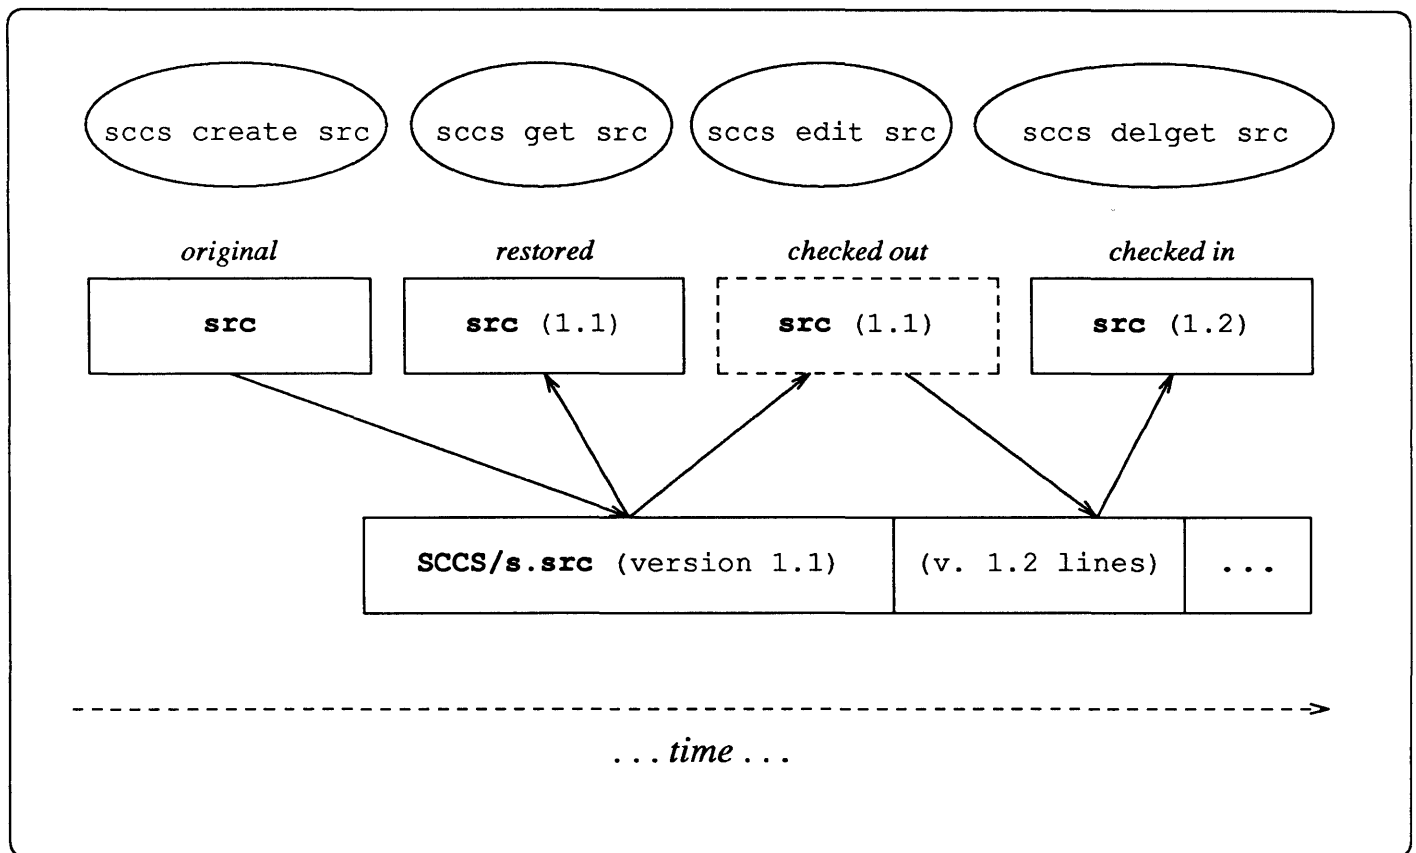 sccs create src sccs get src sccs edit src sccs delget src
original restored checked out checked in
src src (1.1) src (1.1) src (1.2)
SCCS/s.src (version 1.1) (v. 1.2 lines) ...
...time...